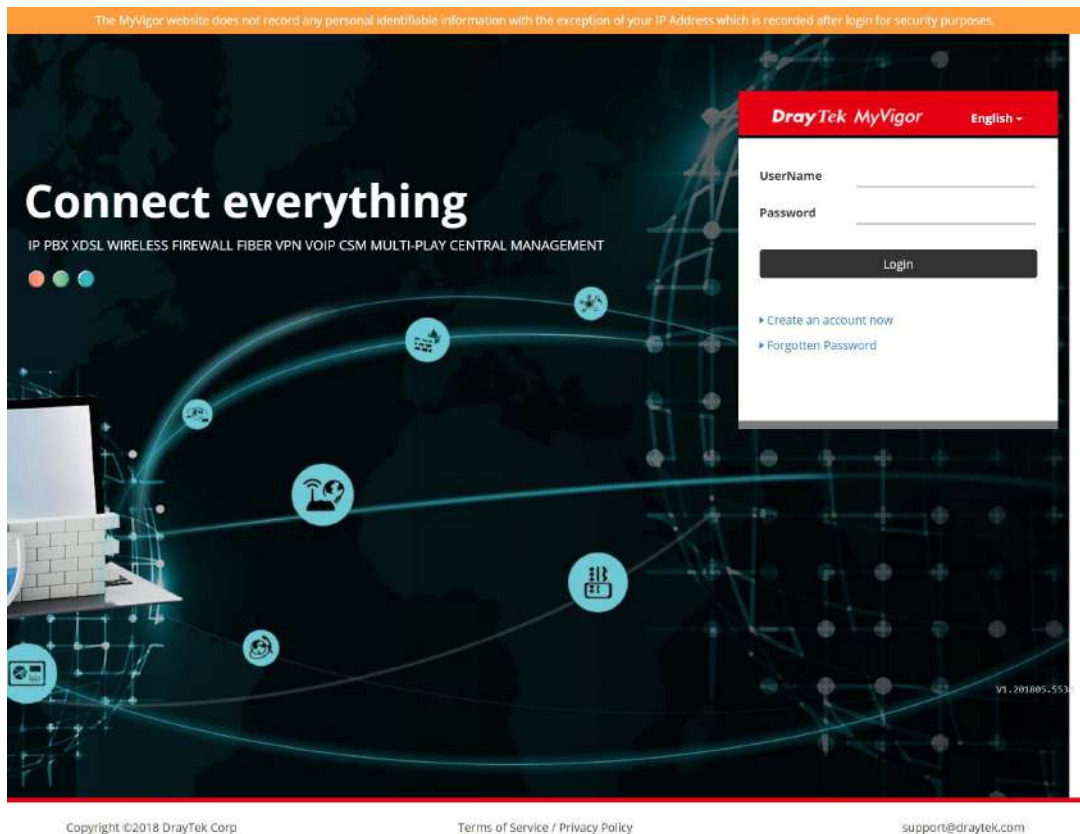 The MyVigor website does not record any personal identifiable information with the exception of your IP Address which is recorded after login for security purposes.
DrayTek MyVigor English
UserName
Password
Login
Create an account now
Forgotten Password
Connect everything
IP PBX XDSL WIRELESS FIREWALL FIBER VPN VOIP CSM MULTI-PLAY CENTRAL MANAGEMENT
Copyright ©2018 DrayTek Corp
Terms of Service / Privacy Policy
support@draytek.com